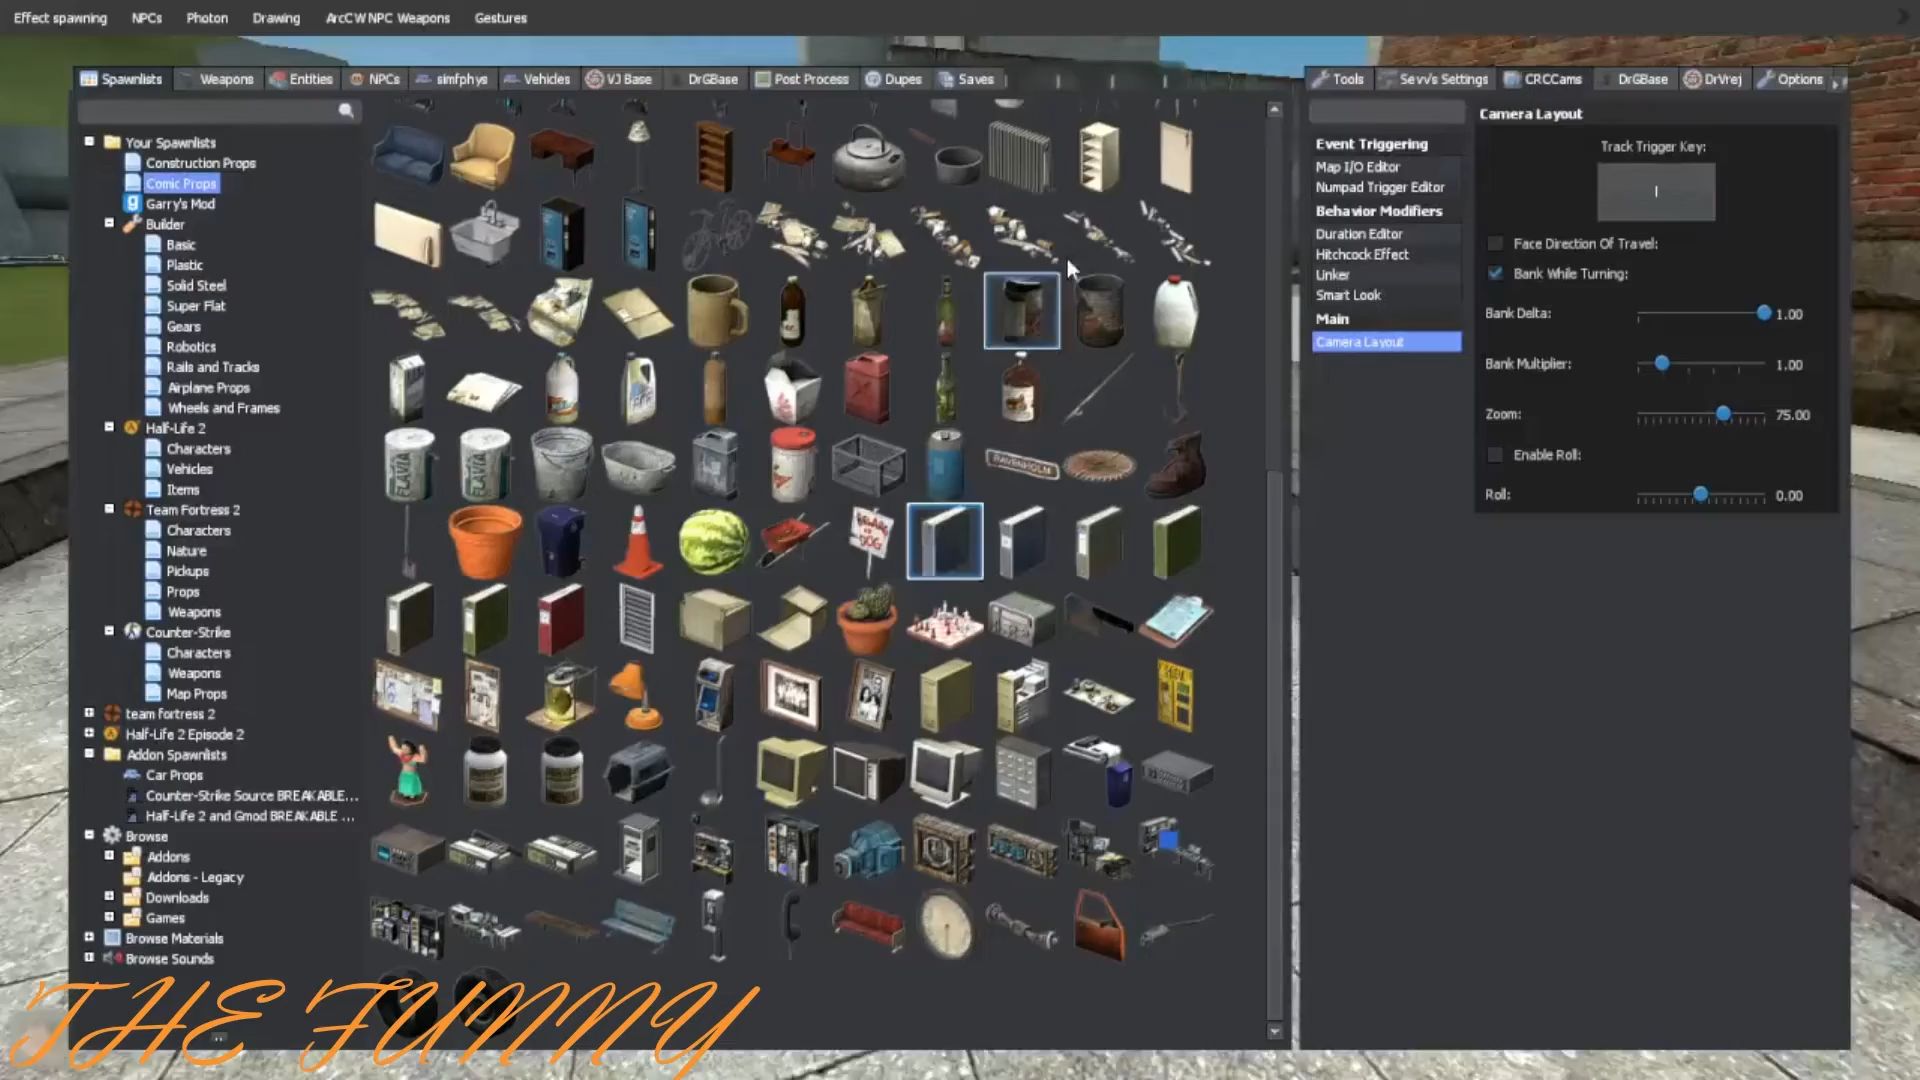 Effect spawning NPCs Photon Drawing ArcCW NPC Weapons Gestures
Spawnlists Weapons Entities NPCs simfphys Vehicles VJ Base DrGBase Post Process Dupes Saves
Your Spawnlists
Construction Props
Comic Props
Garry's Mod
Builder
Basic
Plastic
Solid Steel
Super Flat
Gears
Robotics
Rails and Tracks
Airplane Props
Wheels and Frames
Half-Life 2
Characters
Vehicles
Items
Team Fortress 2
Characters
Nature
Pickups
Props
Weapons
Counter-Strike
Characters
Weapons
Map Props
team fortress 2
Half-Life 2 Episode 2
Addon Spawnlists
Car Props
Counter-Strike Source BREAKABLE...
Half-Life 2 and Gmod BREAKABLE ...
Browse
Addons
Addons - Legacy
Downloads
Games
Browse Materials
Browse Sounds
FLAVIA
FLAVIA
RAVENHOLM
BEWARE OF DOG
Tools Sevv's Settings CRCCams DrGBase DrVrej Options
Event Triggering
Map I/O Editor
Numpad Trigger Editor
Behavior Modifiers
Duration Editor
Hitchcock Effect
Linker
Smart Look
Main
Camera Layout
Camera Layout
Track Trigger Key:
Face Direction Of Travel:
Bank While Turning:
Bank Delta: 1.00
Bank Multiplier: 1.00
Zoom: 75.00
Enable Roll:
Roll: 0.00
THE FUNNY